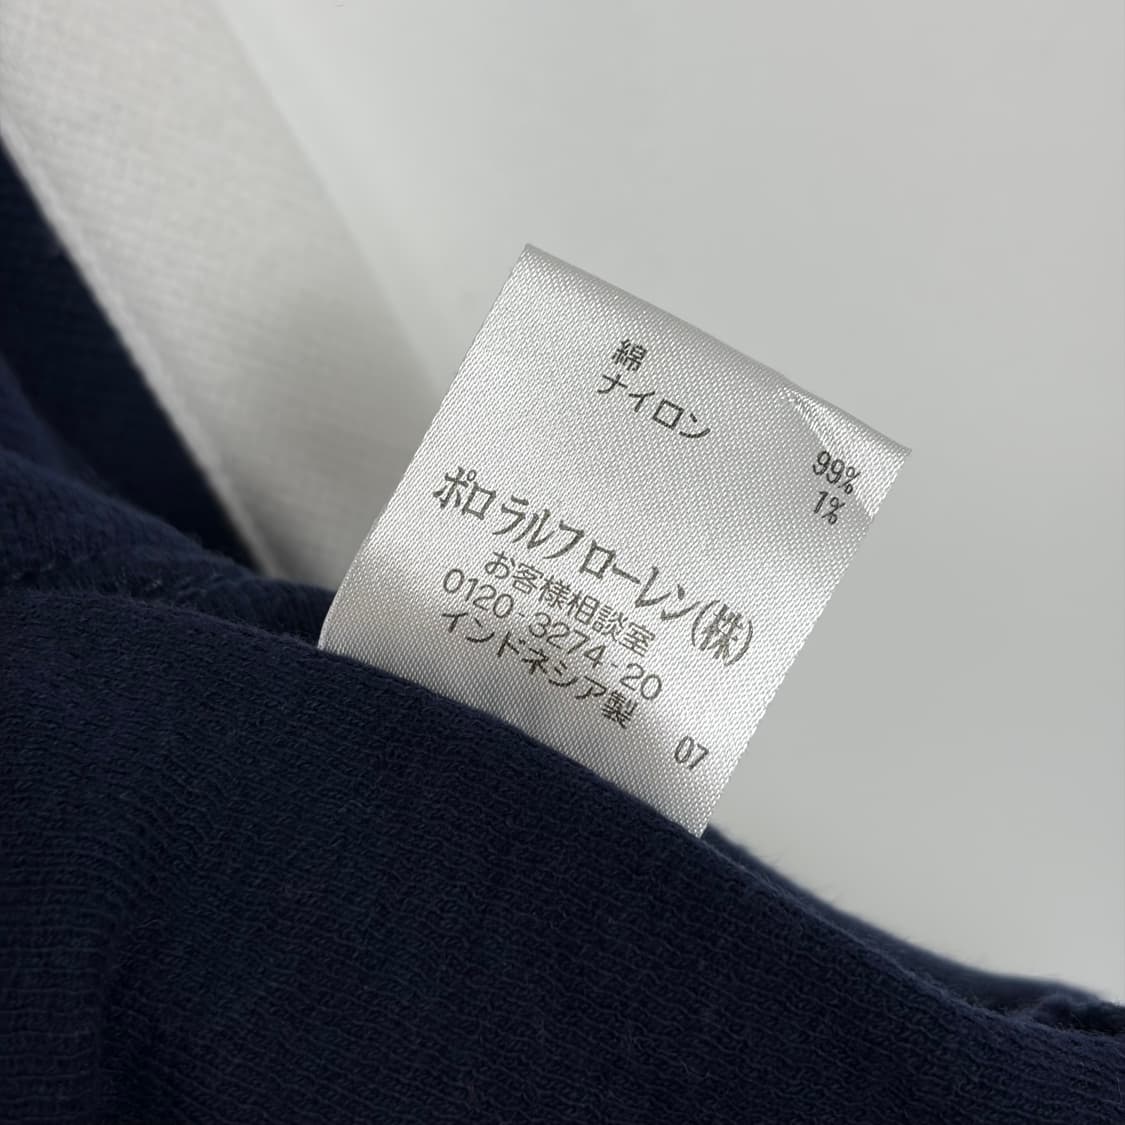 綿 99%
ナイロン 1%
ポロ ラルフ ローレン(株)
お客様相談室
0120-3274-20
インドネシア製
07